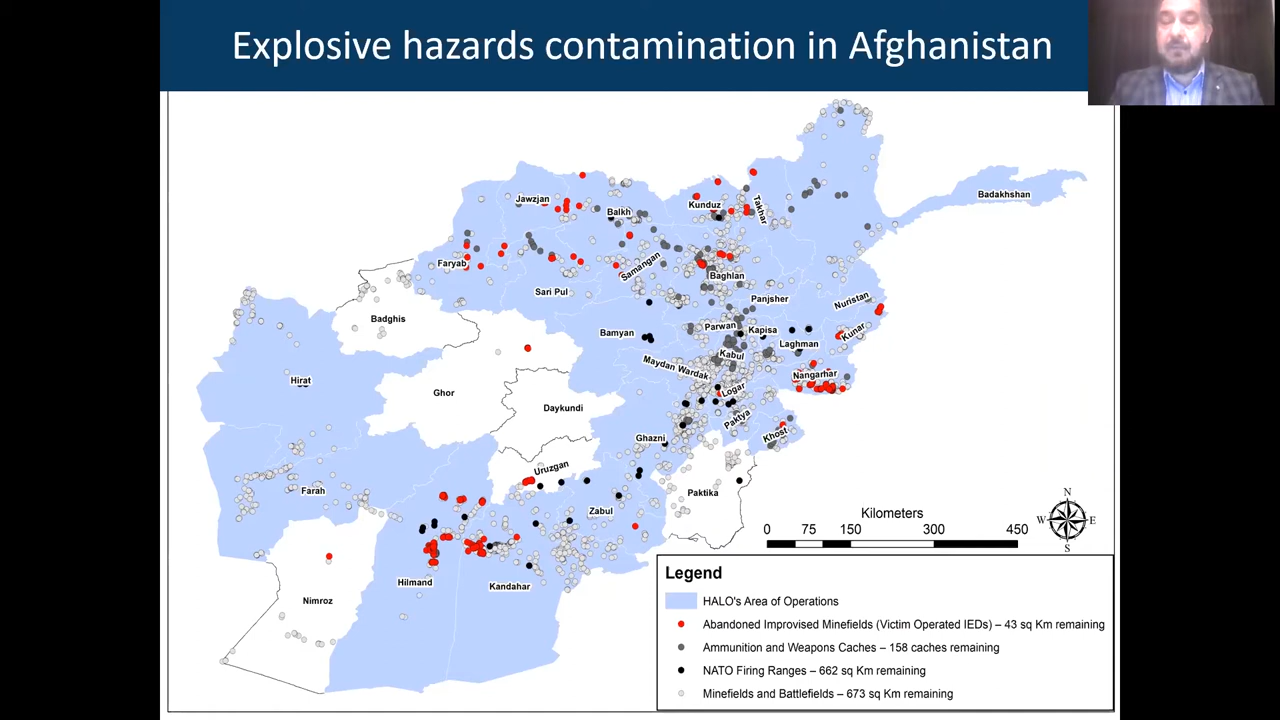 Explosive hazards contamination in Afghanistan
Badakhshan
Jawzjan
Balkh
Kunduz
Takhar
Faryab
Samangan
Baghlan
Sari Pul
Panjsher
Nuristan
Badghis
Bamyan
Parwan
Kapisa
Kunar
Laghman
Kabul
Maydan Wardak
Nangarhar
Hirat
Ghor
Logar
Daykundi
Paktya
Khost
Ghazni
Uruzgan
Farah
Paktika
Zabul
Hilmand
Kandahar
Nimroz
Kilometers
0 75 150 300 450
N
W E
S
Legend
HALO's Area of Operations
Abandoned Improvised Minefields (Victim Operated IEDs) – 43 sq Km remaining
Ammunition and Weapons Caches – 158 caches remaining
NATO Firing Ranges – 662 sq Km remaining
Minefields and Battlefields – 673 sq Km remaining